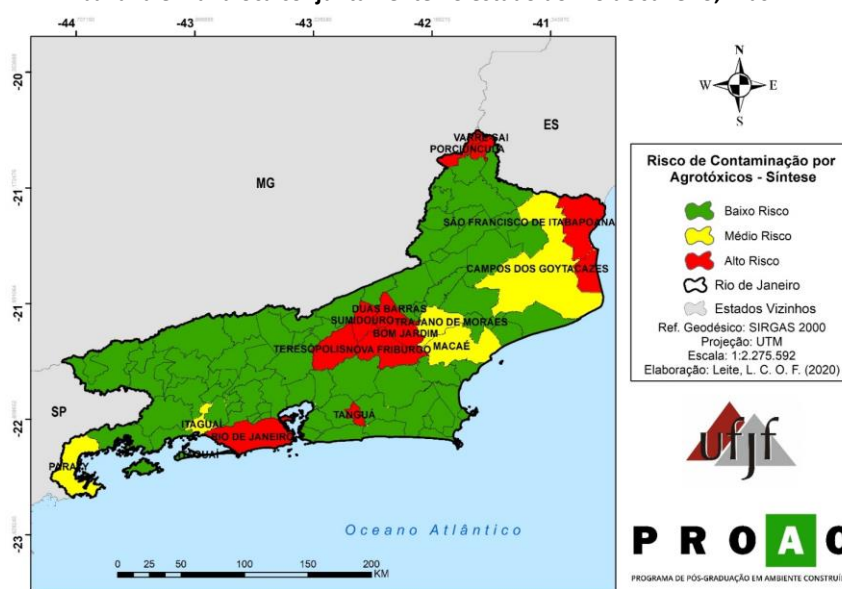 -44
-43
-43
-42
-41
-20
-21
-21
-22
-23
MG
ES
SP
VARRE SAI
PORCIÚNCULA
SÃO FRANCISCO DE ITABAPOANA
CAMPOS DOS GOYTACAZES
DUAS BARRAS
SUMIDOURO
TRAJANO DE MORAES
BOM JARDIM
TERESÓPOLIS
NOVA FRIBURGO
MACAÉ
ITAGUAÍ
TANGUÁ
RIO DE JANEIRO
PARATY
Oceano Atlântico
0 25 50 100 150 200
KM
N
W E
S
Risco de Contaminação por
Agrotóxicos - Síntese
Baixo Risco
Médio Risco
Alto Risco
Rio de Janeiro
Estados Vizinhos
Ref. Geodésico: SIRGAS 2000
Projeção: UTM
Escala: 1:2.275.592
Elaboração: Leite, L. C. O. F. (2020)
ufjf
PROAC
PROGRAMA DE PÓS-GRADUAÇÃO EM AMBIENTE CONSTRUÍ